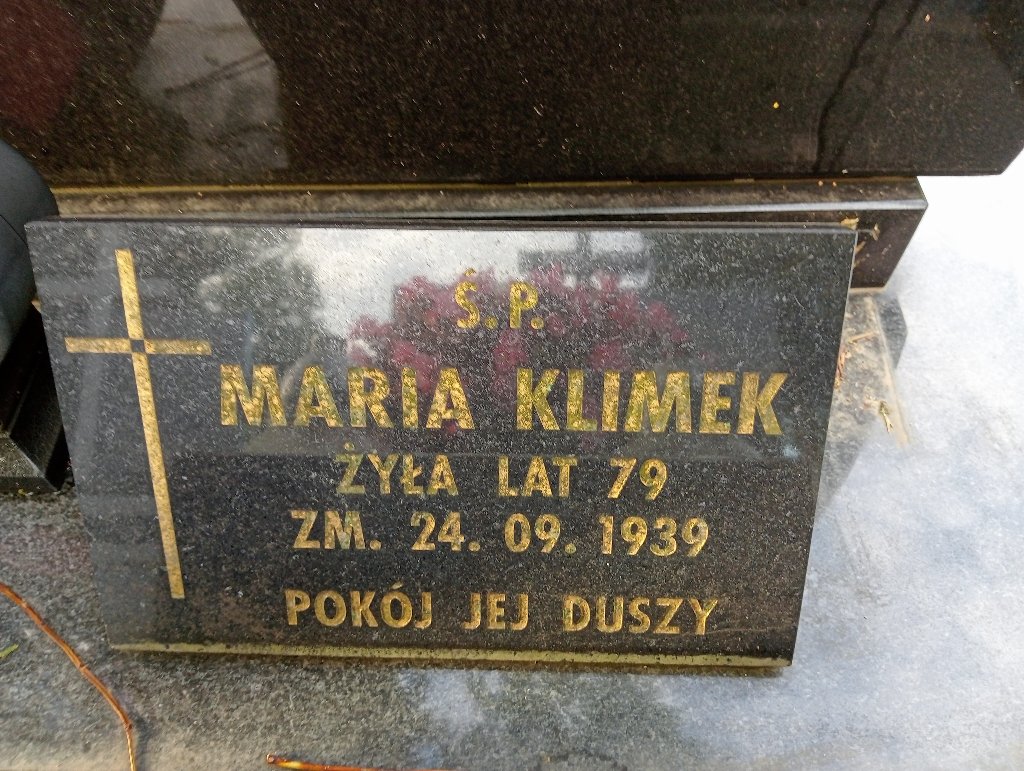 Ś. P.
MARIA KLIMEK
ŻYŁA LAT 79
ZM. 24. 09. 1939
POKÓJ JEJ DUSZY